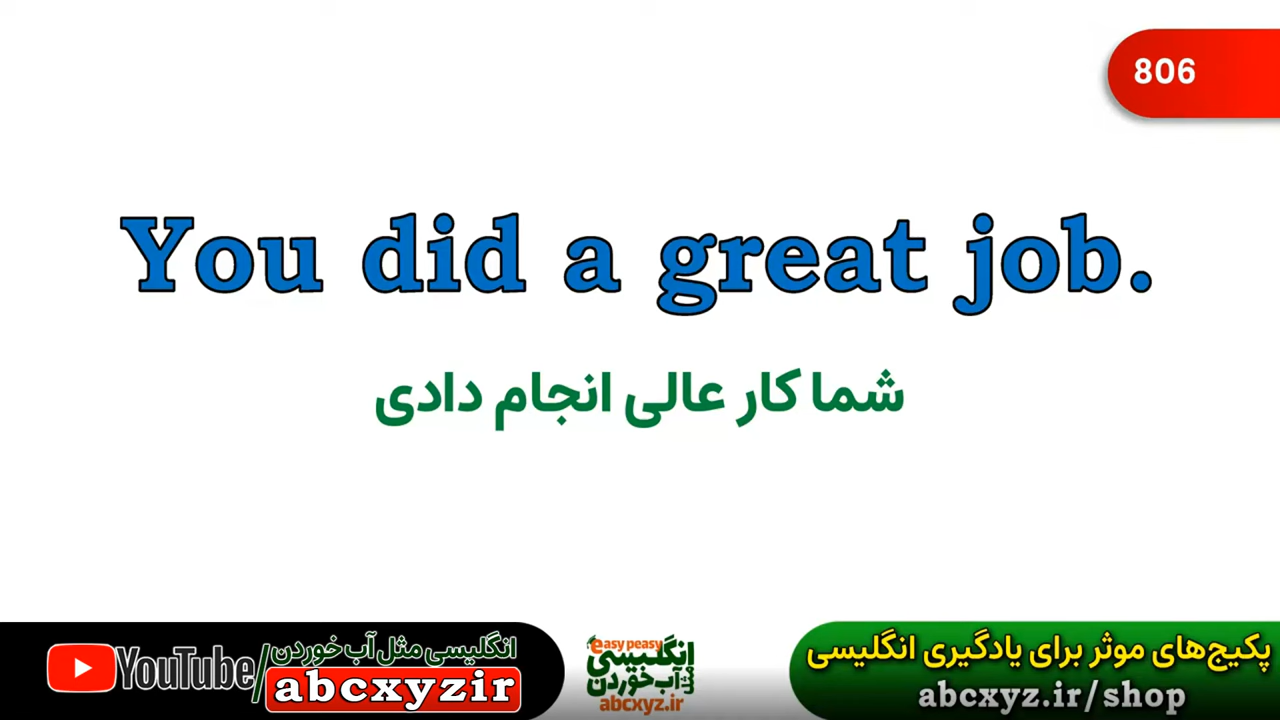 806
You did a great job.
شما کار عالی انجام دادی
YouTube/
انگلیسی مثل آب خوردن
abcxyzir
easy peasy
انگلیسی
مثل آب خوردن
abcxyz.ir
پکیج‌های موثر برای یادگیری انگلیسی
abcxyz.ir/shop